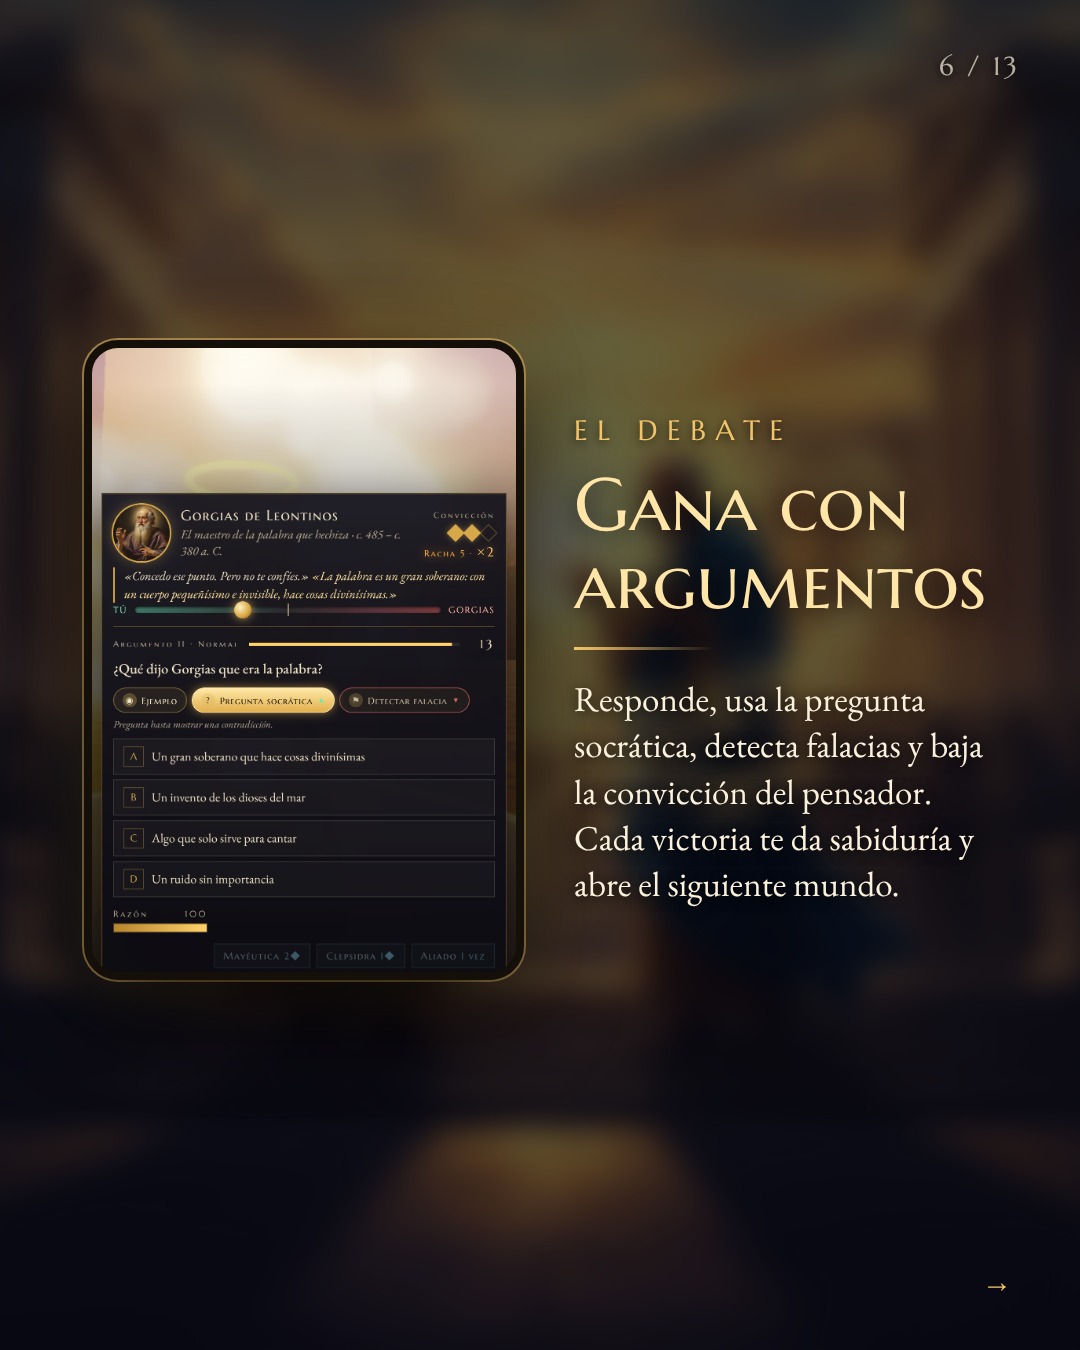 6 / 13
Gorgias de Leontinos
El maestro de la palabra que hechiza · c. 485 – c.
380 a. C.
Convicción
Racha 5 · ×2
«Concedo ese punto. Pero no te confíes.» «La palabra es un gran soberano: con
un cuerpo pequeñísimo e invisible, hace cosas divinísimas.»
TÚ
GORGIAS
Argumento II · Normal
13
¿Qué dijo Gorgias que era la palabra?
Ejemplo
? Pregunta socrática
Detectar falacia
Pregunta hasta mostrar una contradicción.
A Un gran soberano que hace cosas divinísimas
B Un invento de los dioses del mar
C Algo que solo sirve para cantar
D Un ruido sin importancia
Razón 100
Mayéutica 2◆
Clepsidra 1◆
Aliado 1 vez
EL DEBATE
Gana con
argumentos
Responde, usa la pregunta
socrática, detecta falacias y baja
la convicción del pensador.
Cada victoria te da sabiduría y
abre el siguiente mundo.
→